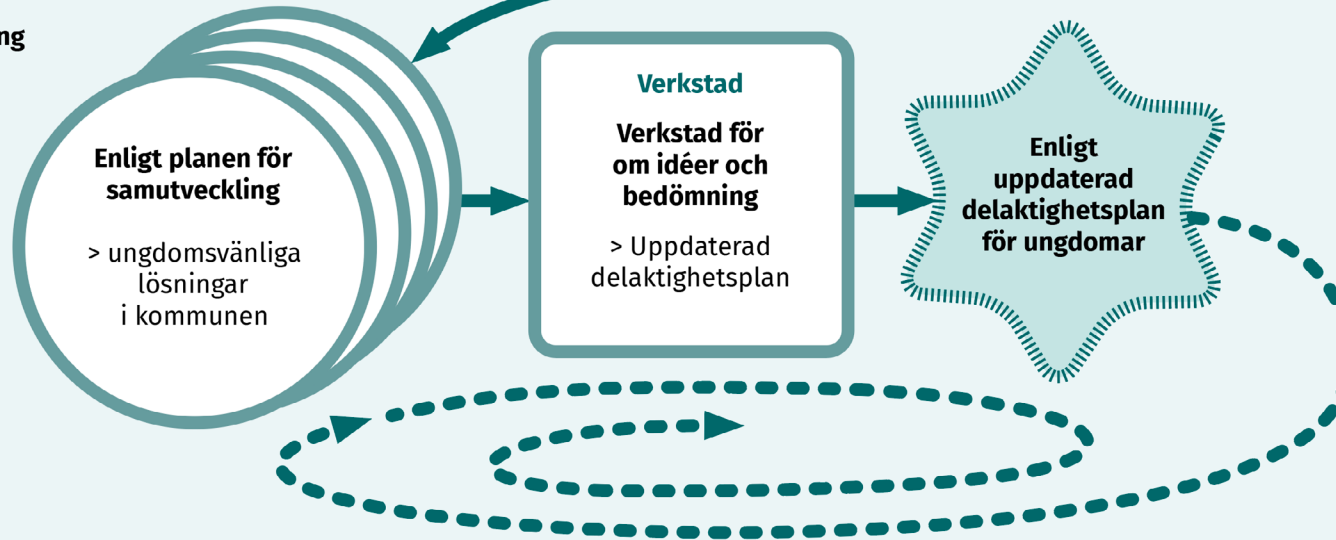 ng
Enligt planen för
samutveckling
> ungdomsvänliga
lösningar
i kommunen
Verkstad
Verkstad för
om idéer och
bedömning
> Uppdaterad
delaktighetsplan
Enligt
uppdaterad
delaktighetsplan
för ungdomar